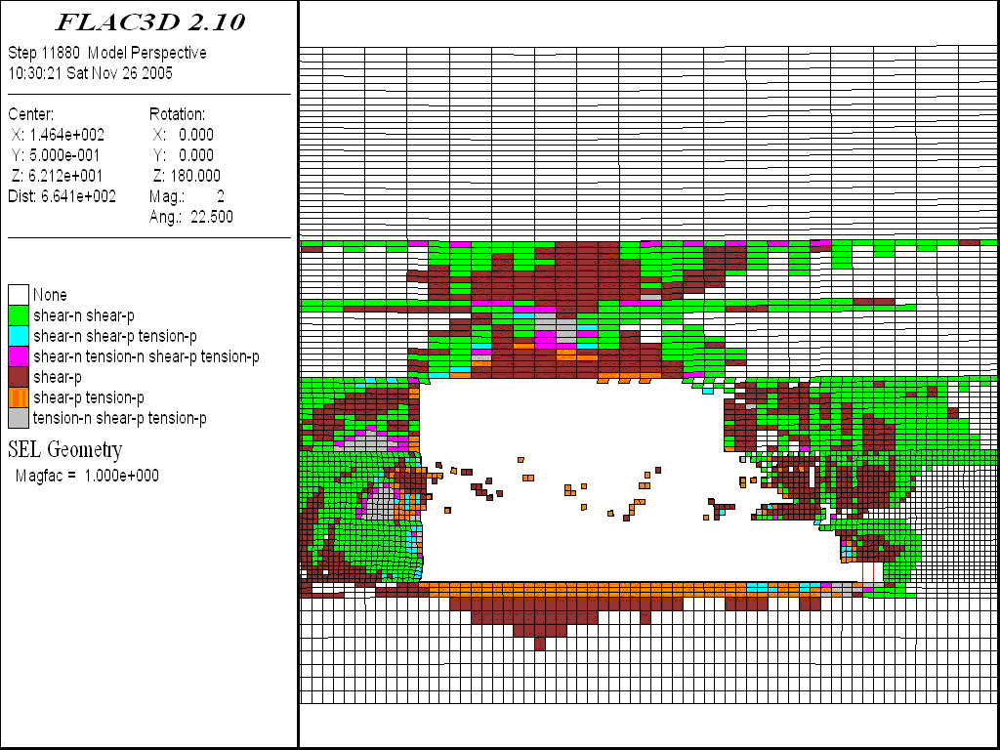 FLAC3D 2.10
Step 11880 Model Perspective
10:30:21 Sat Nov 26 2005
Center: Rotation:
X: 1.464e+002 X: 0.000
Y: 5.000e-001 Y: 0.000
Z: 6.212e+001 Z: 180.000
Dist: 6.641e+002 Mag.: 2
Ang.: 22.500
None
shear-n shear-p
shear-n shear-p tension-p
shear-n tension-n shear-p tension-p
shear-p
shear-p tension-p
tension-n shear-p tension-p
SEL Geometry
Magfac = 1.000e+000